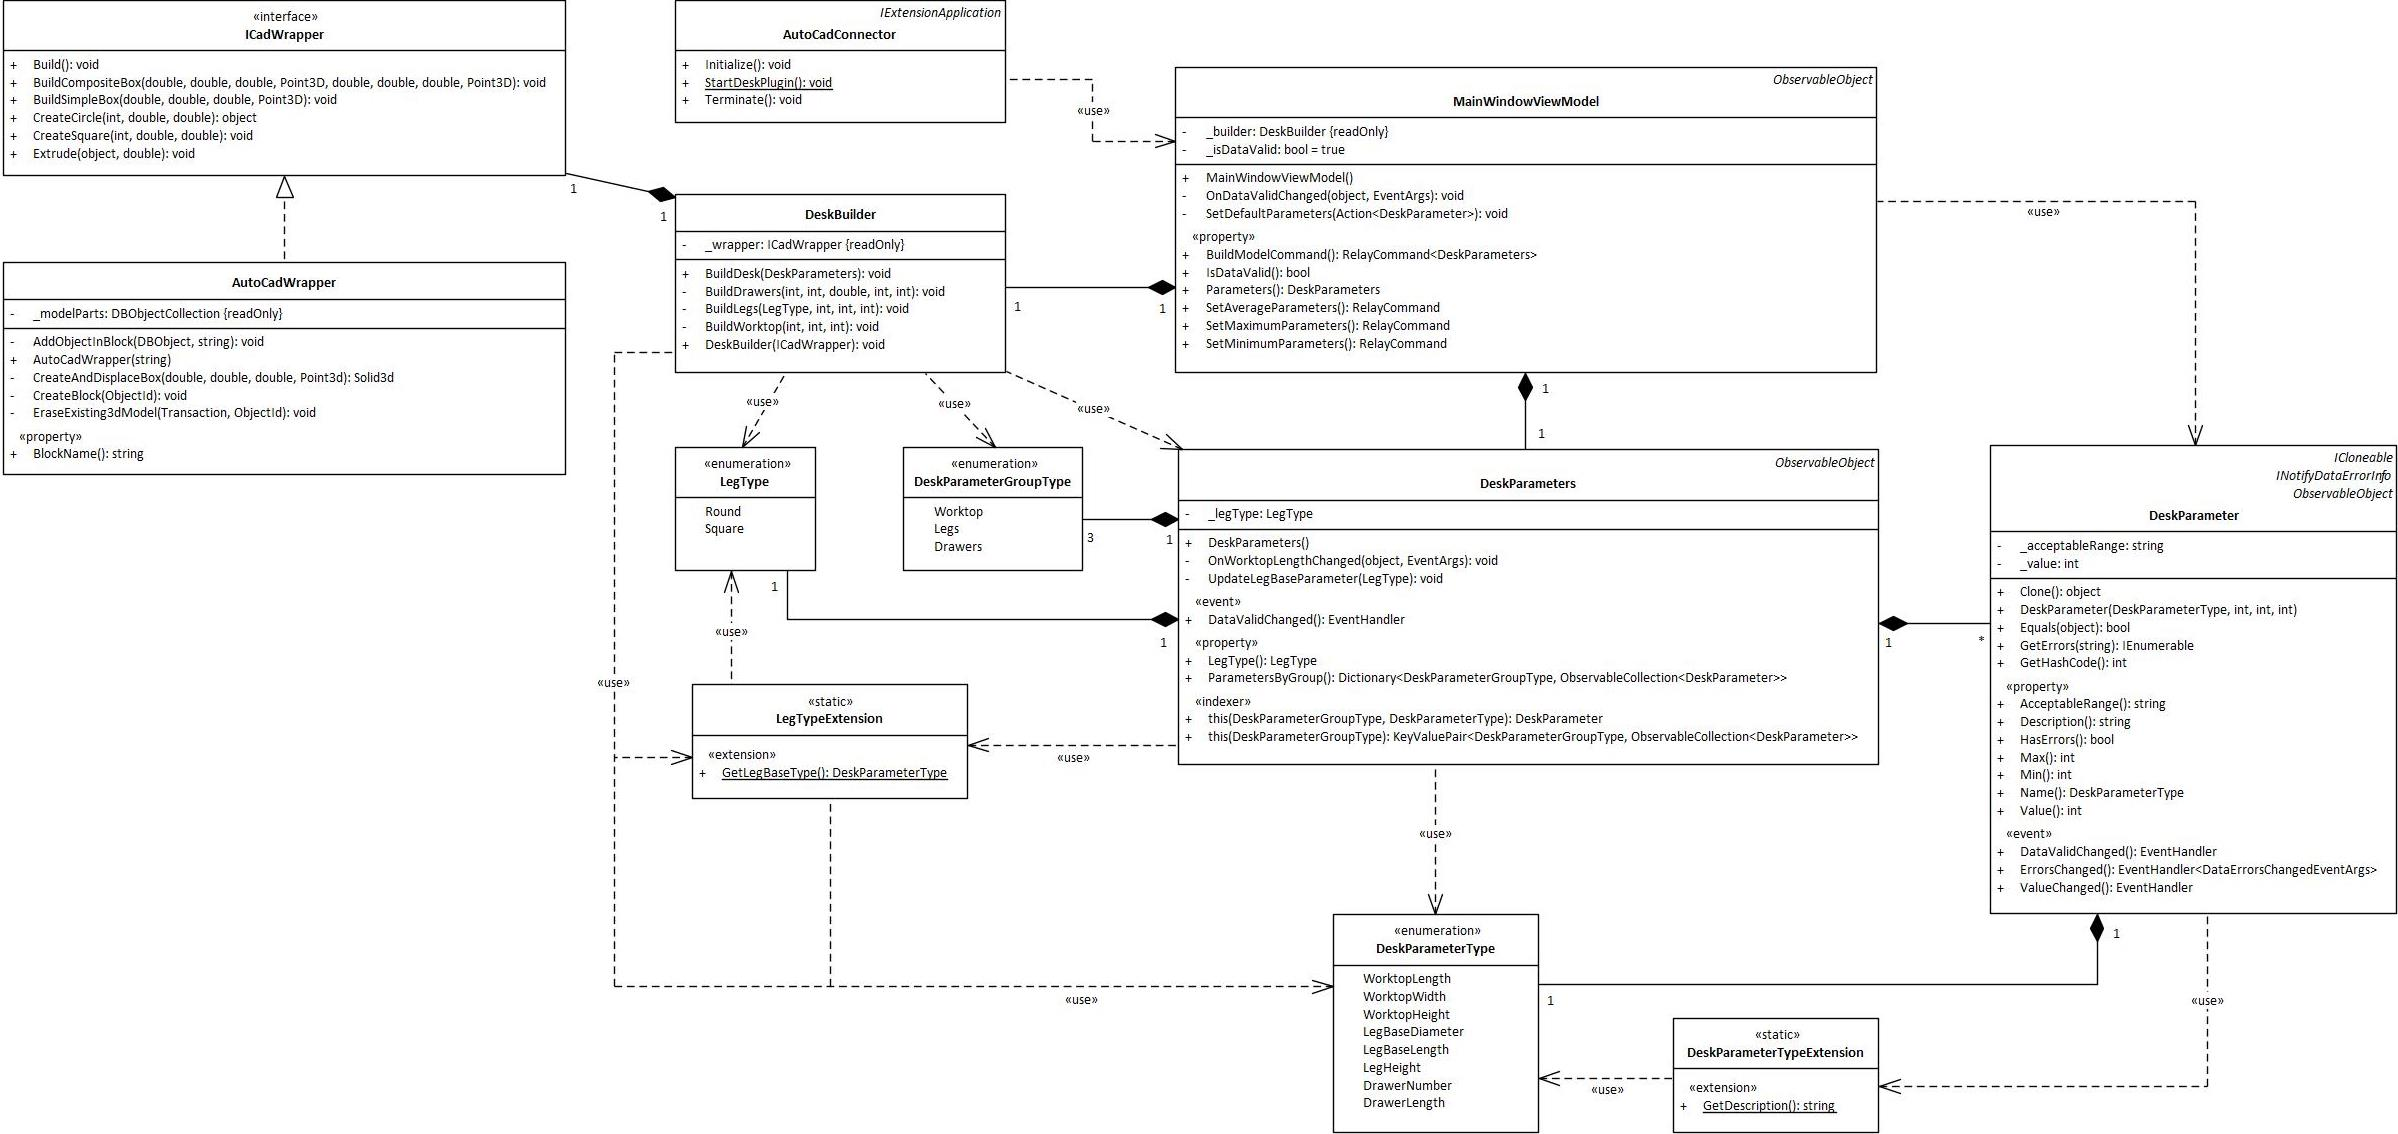 «interface»
ICadWrapper
+ Build(): void
+ BuildCompositeBox(double, double, double, Point3D, double, double, double, Point3D): void
+ BuildSimpleBox(double, double, double, Point3D): void
+ CreateCircle(int, double, double): object
+ CreateSquare(int, double, double): void
+ Extrude(object, double): void
AutoCadWrapper
- _modelParts: DBObjectCollection {readOnly}
- AddObjectInBlock(DBObject, string): void
+ AutoCadWrapper(string)
- CreateAndDisplaceBox(double, double, double, Point3d): Solid3d
- CreateBlock(ObjectId): void
- EraseExisting3dModel(Transaction, ObjectId): void
«property»
+ BlockName(): string
IExtensionApplication
AutoCadConnector
+ Initialize(): void
+ StartDeskPlugin(): void
+ Terminate(): void
«use»
1
1
DeskBuilder
- _wrapper: ICadWrapper {readOnly}
+ BuildDesk(DeskParameters): void
- BuildDrawers(int, int, double, int, int): void
- BuildLegs(LegType, int, int, int): void
- BuildWorktop(int, int, int): void
+ DeskBuilder(ICadWrapper): void
1
1
ObservableObject
MainWindowViewModel
- _builder: DeskBuilder {readOnly}
- _isDataValid: bool = true
+ MainWindowViewModel()
- OnDataValidChanged(object, EventArgs): void
- SetDefaultParameters(Action<DeskParameter>): void
«property»
+ BuildModelCommand(): RelayCommand<DeskParameters>
+ IsDataValid(): bool
+ Parameters(): DeskParameters
+ SetAverageParameters(): RelayCommand
+ SetMaximumParameters(): RelayCommand
+ SetMinimumParameters(): RelayCommand
«use»
1
1
«use»
«use»
«use»
«enumeration»
LegType
Round
Square
«enumeration»
DeskParameterGroupType
Worktop
Legs
Drawers
3
1
1
1
«use»
«use»
ObservableObject
DeskParameters
- _legType: LegType
+ DeskParameters()
- OnWorktopLengthChanged(object, EventArgs): void
- UpdateLegBaseParameter(LegType): void
«event»
+ DataValidChanged(): EventHandler
«property»
+ LegType(): LegType
+ ParametersByGroup(): Dictionary<DeskParameterGroupType, ObservableCollection<DeskParameter>>
«indexer»
+ this(DeskParameterGroupType, DeskParameterType): DeskParameter
+ this(DeskParameterGroupType): KeyValuePair<DeskParameterGroupType, ObservableCollection<DeskParameter>>
1
*
ICloneable
INotifyDataErrorInfo
ObservableObject
DeskParameter
- _acceptableRange: string
- _value: int
+ Clone(): object
+ DeskParameter(DeskParameterType, int, int, int)
+ Equals(object): bool
+ GetErrors(string): IEnumerable
+ GetHashCode(): int
«property»
+ AcceptableRange(): string
+ Description(): string
+ HasErrors(): bool
+ Max(): int
+ Min(): int
+ Name(): DeskParameterType
+ Value(): int
«event»
+ DataValidChanged(): EventHandler
+ ErrorsChanged(): EventHandler<DataErrorsChangedEventArgs>
+ ValueChanged(): EventHandler
«static»
LegTypeExtension
«extension»
+ GetLegBaseType(): DeskParameterType
«use»
«use»
«use»
«enumeration»
DeskParameterType
WorktopLength
WorktopWidth
WorktopHeight
LegBaseDiameter
LegBaseLength
LegHeight
DrawerNumber
DrawerLength
1
1
«use»
«use»
«static»
DeskParameterTypeExtension
«extension»
+ GetDescription(): string